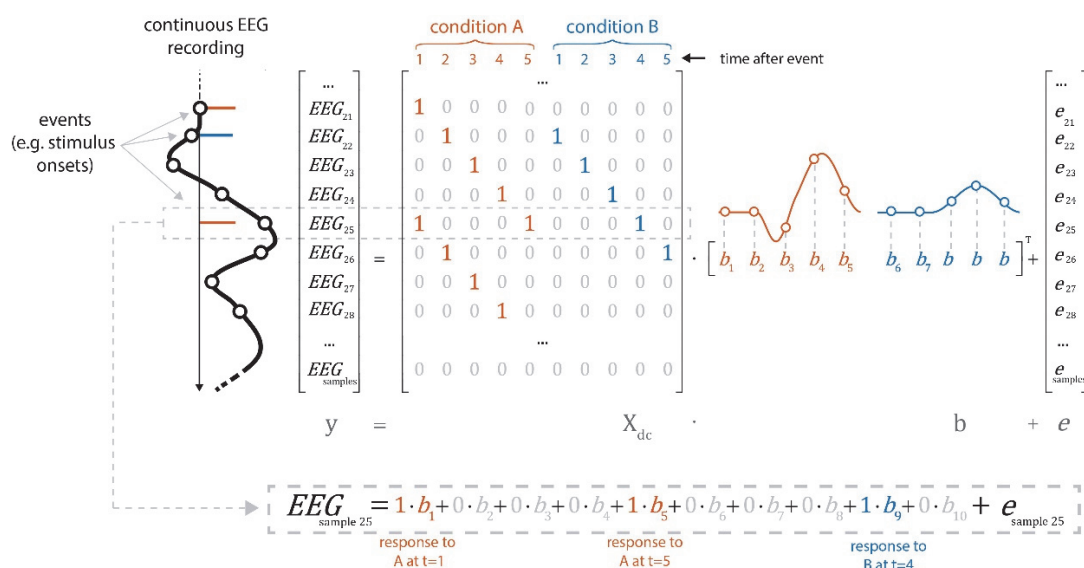 continuous EEG
recording
condition A condition B
1 2 3 4 5 1 2 3 4 5 time after event
events
(e.g. stimulus
onsets)
... ...
EEG21 1 0 0 0 0 0 0 0 0 0 e21
EEG22 0 1 0 0 0 1 0 0 0 0 e22
EEG23 0 0 1 0 0 0 1 0 0 0 e23
EEG24 0 0 0 1 0 0 0 1 0 0 e24
EEG25 1 0 0 0 1 0 0 0 1 0 e25
EEG26 = 0 1 0 0 0 0 0 0 0 1 · [b1 b2 b3 b4 b5 b6 b7 b b b]T + e26
EEG27 0 0 1 0 0 0 0 0 0 0 e27
EEG28 0 0 0 1 0 0 0 0 0 0 e28
... ... ...
EEG samples 0 0 0 0 0 0 0 0 0 0 e samples
y = Xdc · b + e
EEG sample 25 = 1·b1+0·b2+0·b3+0·b4+1·b5+0·b6+0·b7+0·b8+1·b9+0·b10 + e sample 25
response to response to response to
A at t=1 A at t=5 B at t=4